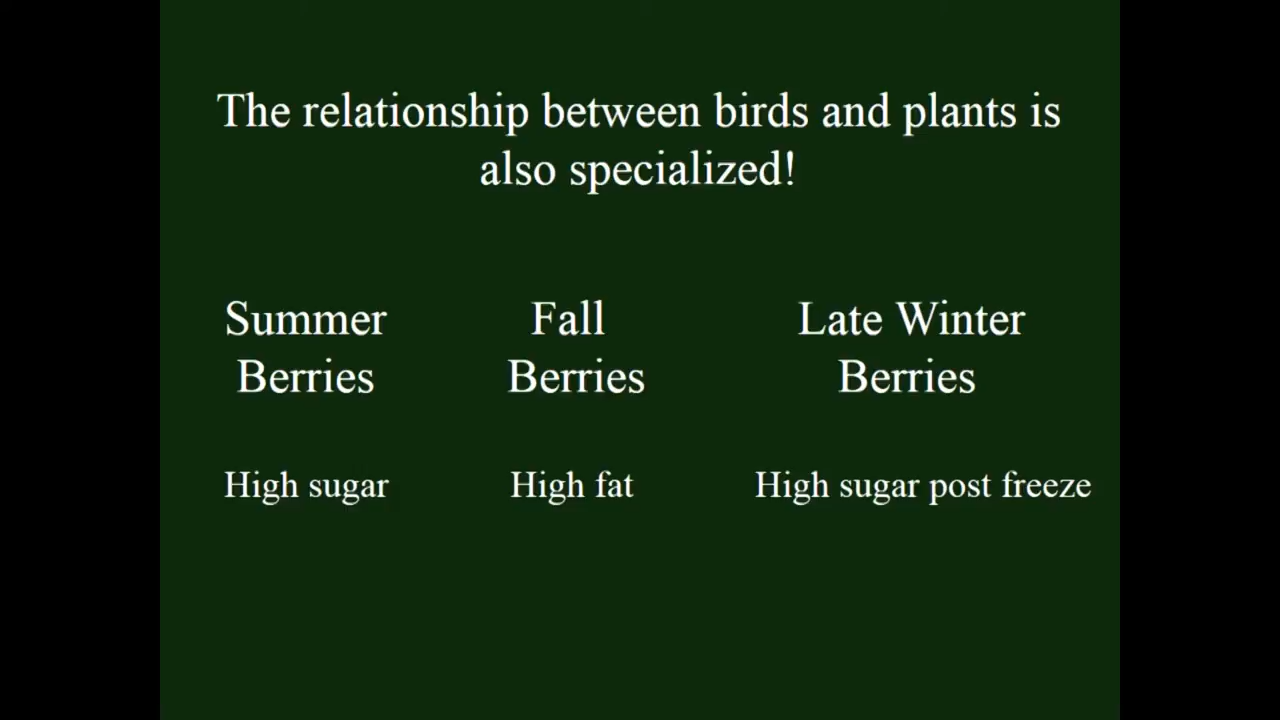 The relationship between birds and plants is
also specialized!
Summer
Berries
Fall
Berries
Late Winter
Berries
High sugar
High fat
High sugar post freeze